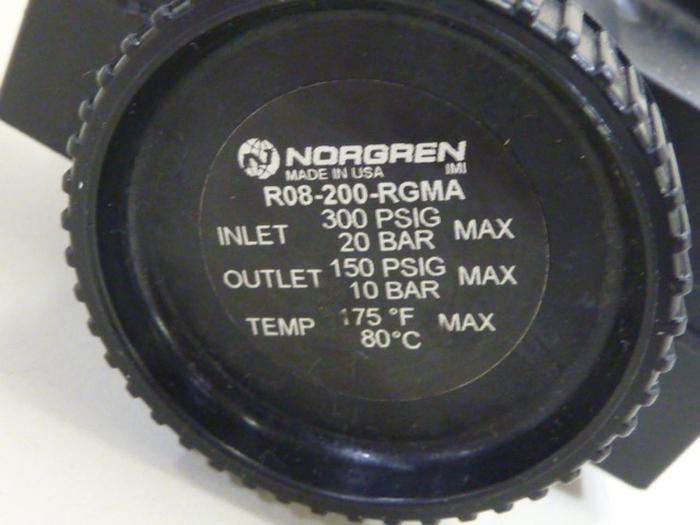 NORGREN
MADE IN USA IMI
R08-200-RGMA
INLET 300 PSIG MAX
20 BAR
OUTLET 150 PSIG MAX
10 BAR
TEMP 175 °F MAX
80°C